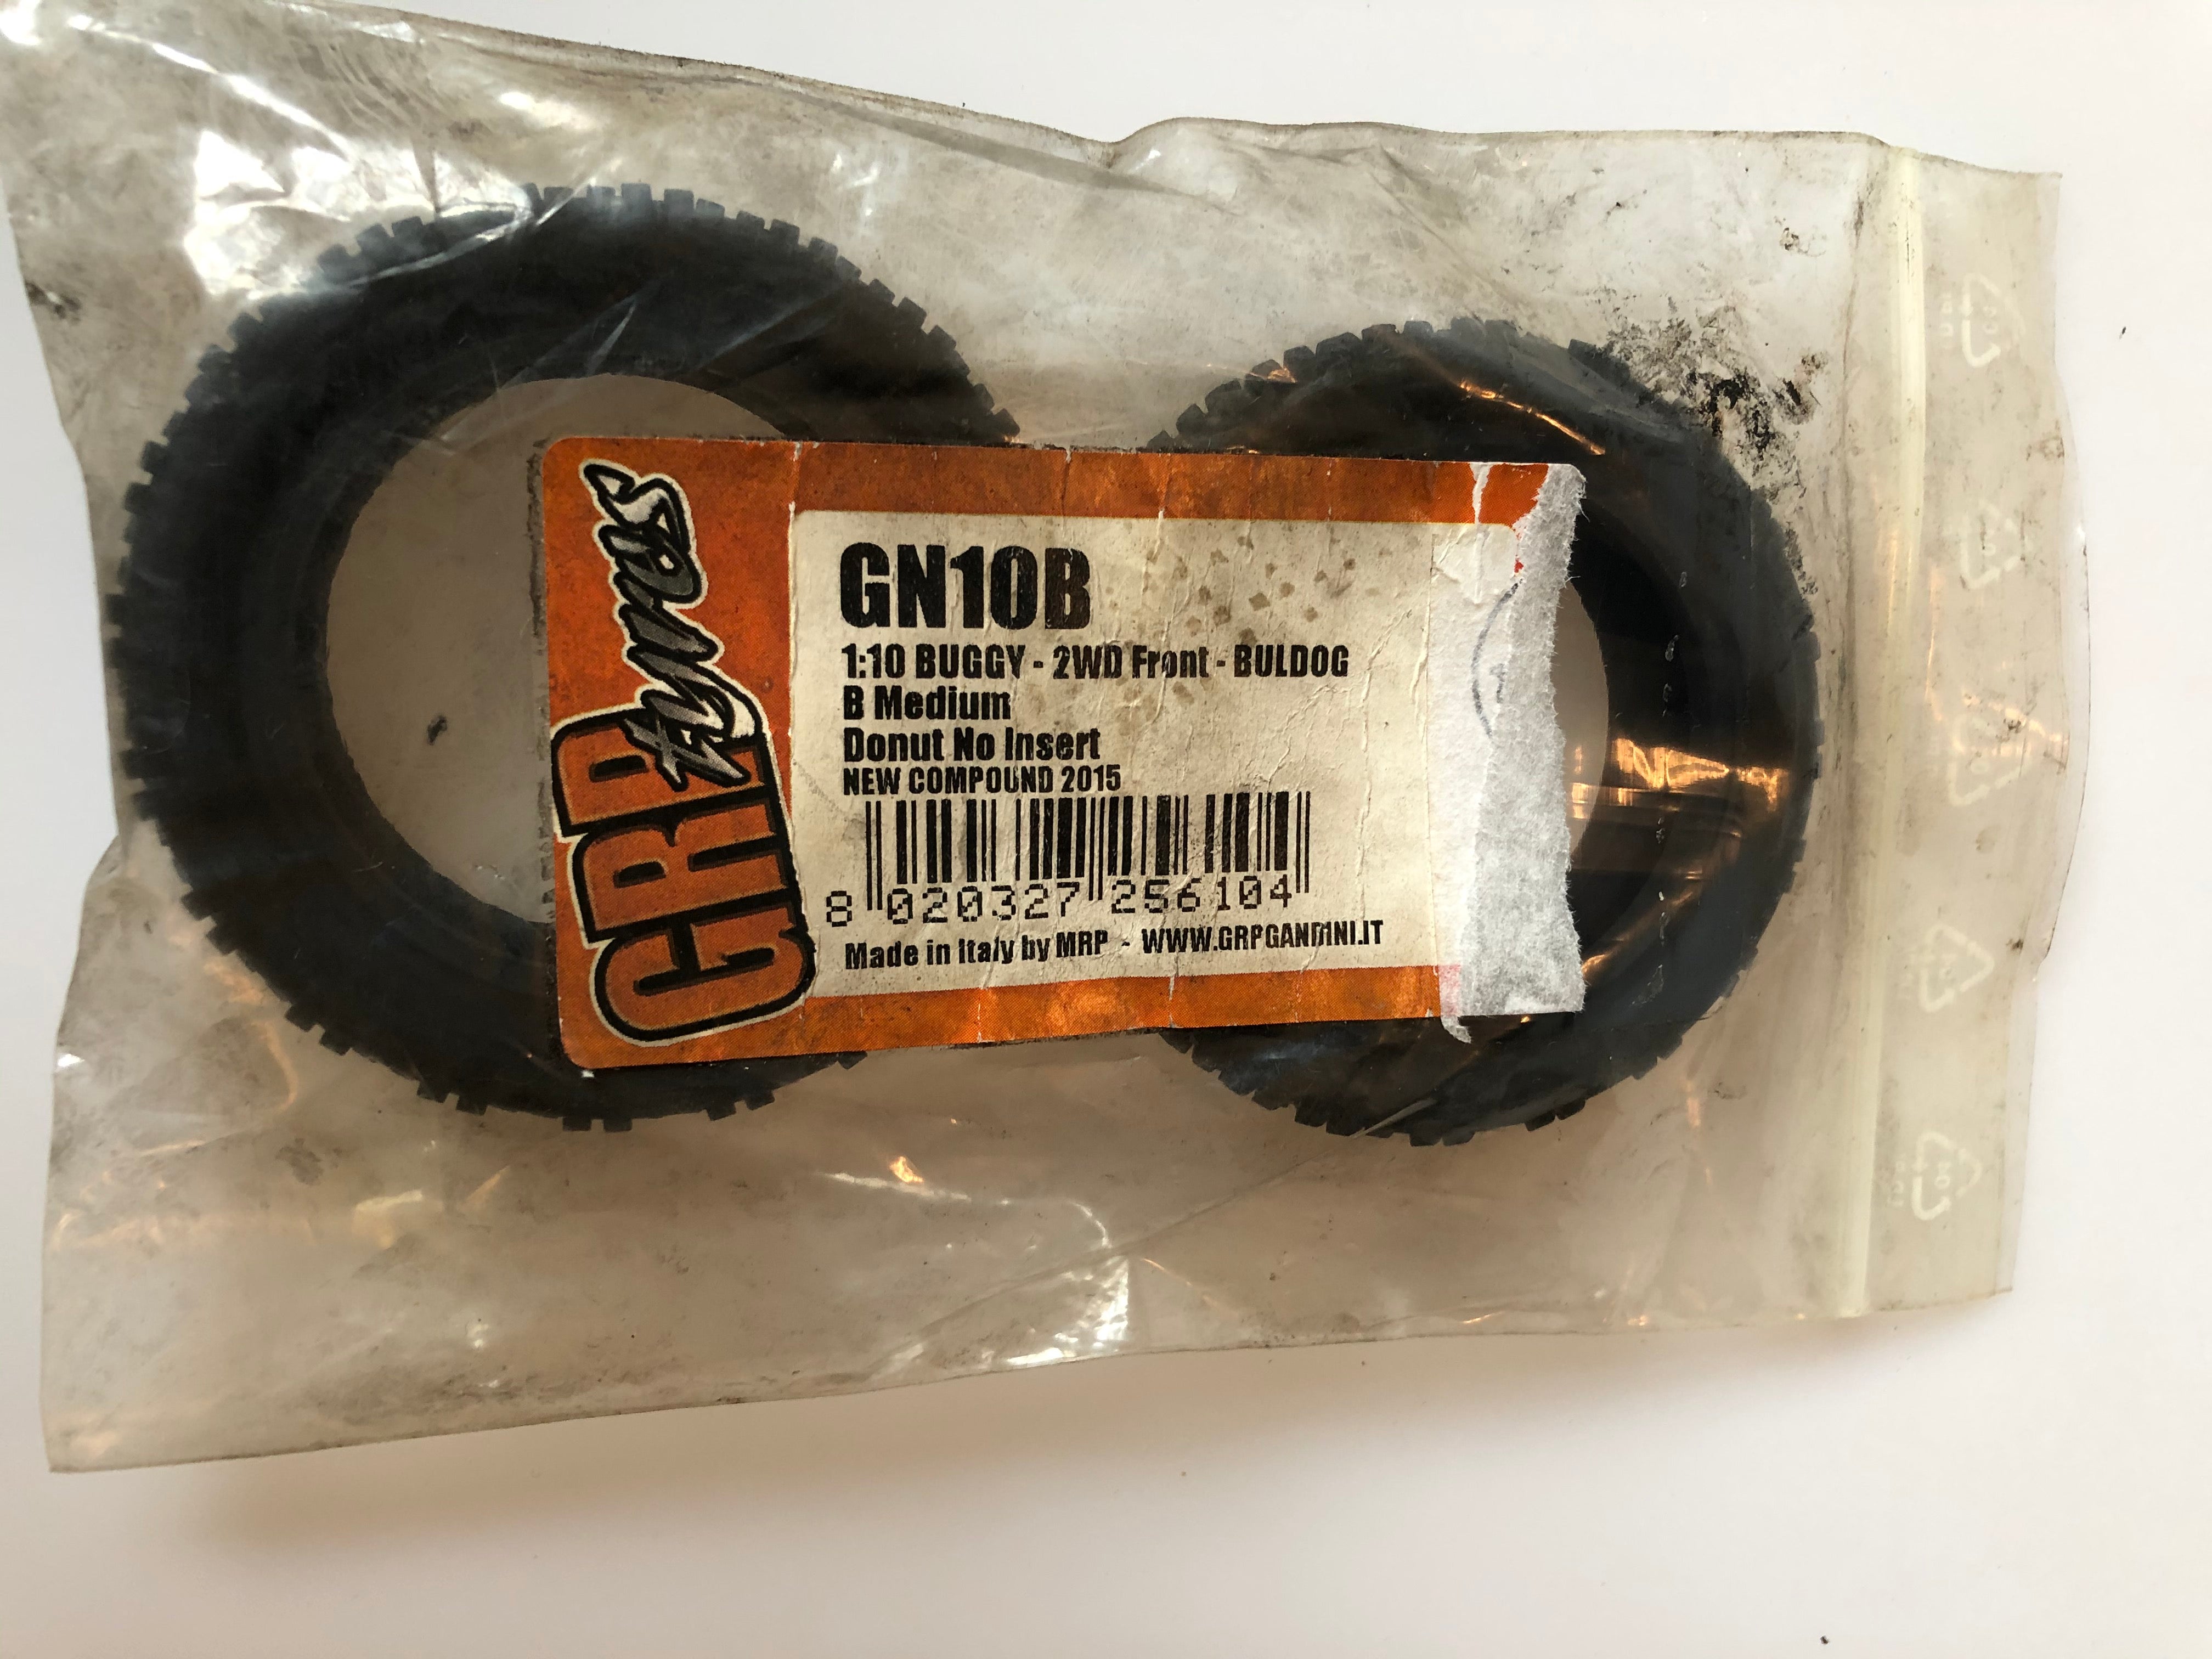 GRP tyres
GN10B
1:10 BUGGY - 2WD Front - BULDOG
B Medium
Donut No Insert
NEW COMPOUND 2015
8 020327 256104
Made in Italy by MRP - WWW.GRPGANDINI.IT